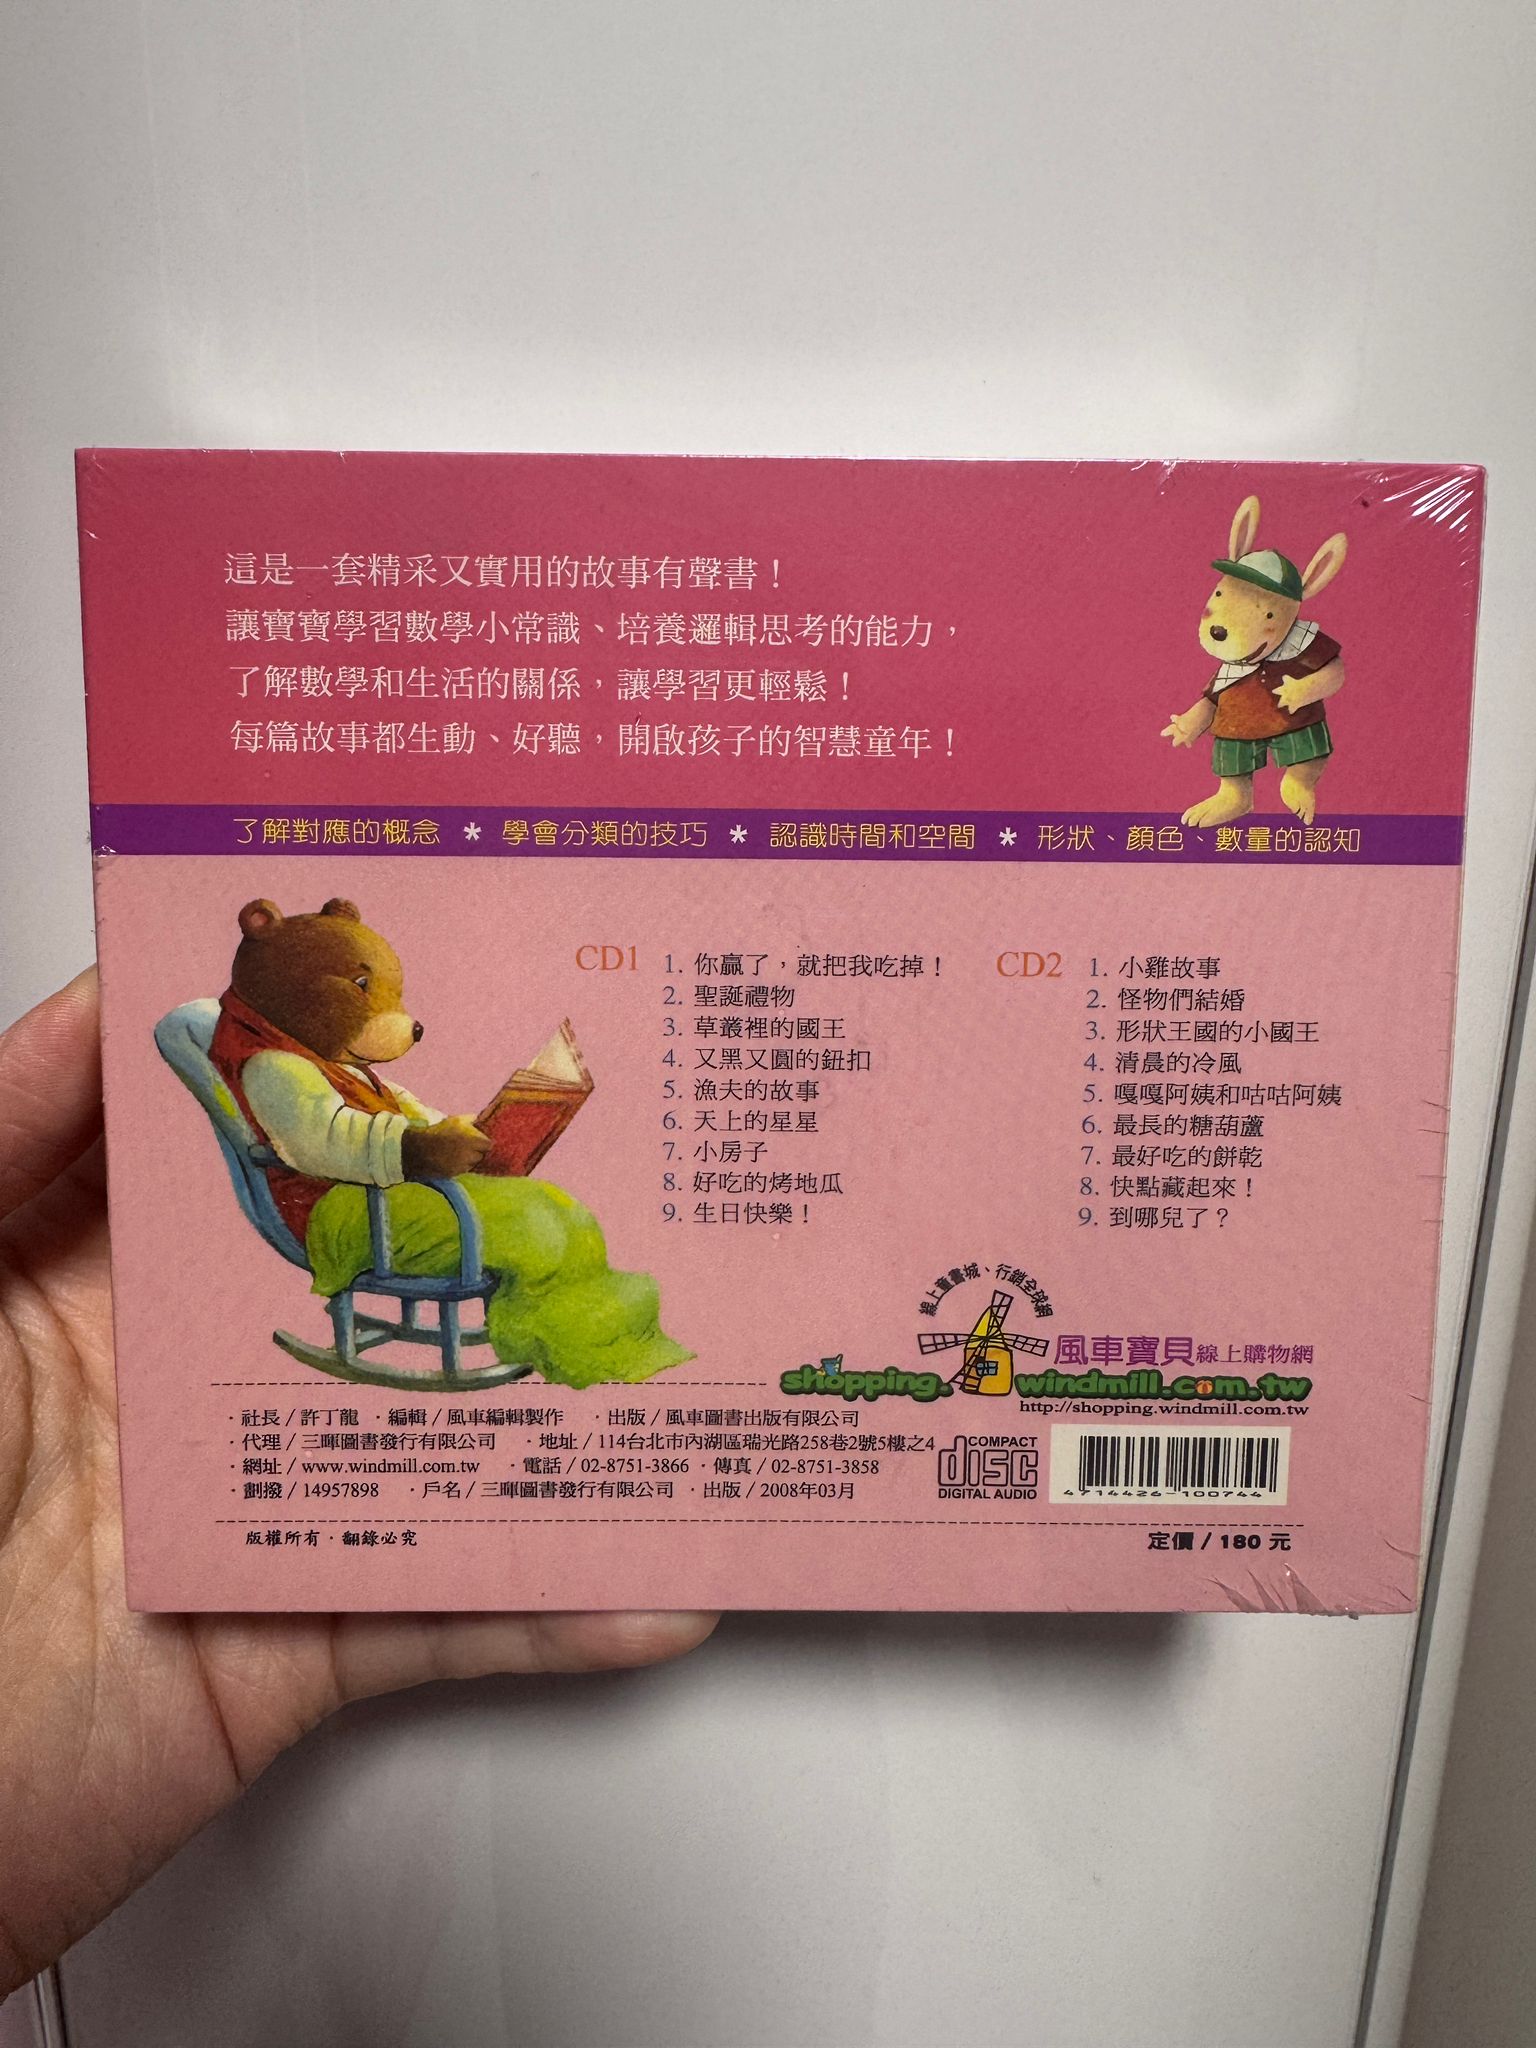 這是一套精采又實用的故事有聲書！
讓寶寶學習數學小常識、培養邏輯思考的能力，
了解數學和生活的關係，讓學習更輕鬆！
每篇故事都生動、好聽，開啟孩子的智慧童年！
了解對應的概念 * 學會分類的技巧 * 認識時間和空間 * 形狀、顏色、數量的認知
CD1
1. 你贏了，就把我吃掉！
2. 聖誕禮物
3. 草叢裡的國王
4. 又黑又圓的鈕扣
5. 漁夫的故事
6. 天上的星星
7. 小房子
8. 好吃的烤地瓜
9. 生日快樂！
CD2
1. 小雞故事
2. 怪物們結婚
3. 形狀王國的小國王
4. 清晨的冷風
5. 嘎嘎阿姨和咕咕阿姨
6. 最長的糖葫蘆
7. 最好吃的餅乾
8. 快點藏起來！
9. 到哪兒了？
線上童書城、行銷全球網
風車寶貝線上購物網
shopping.windmill.com.tw
http://shopping.windmill.com.tw
·社長/許丁龍 ·編輯/風車編輯製作 ·出版/風車圖書出版有限公司
·代理/三暉圖書發行有限公司 ·地址/114台北市內湖區瑞光路258巷2號5樓之4
·網址/www.windmill.com.tw ·電話/02-8751-3866 ·傳真/02-8751-3858
·劃撥/14957898 ·戶名/三暉圖書發行有限公司 ·出版/2008年03月
COMPACT
disc
DIGITAL AUDIO
4714426-100744
版權所有·翻錄必究
定價/180 元